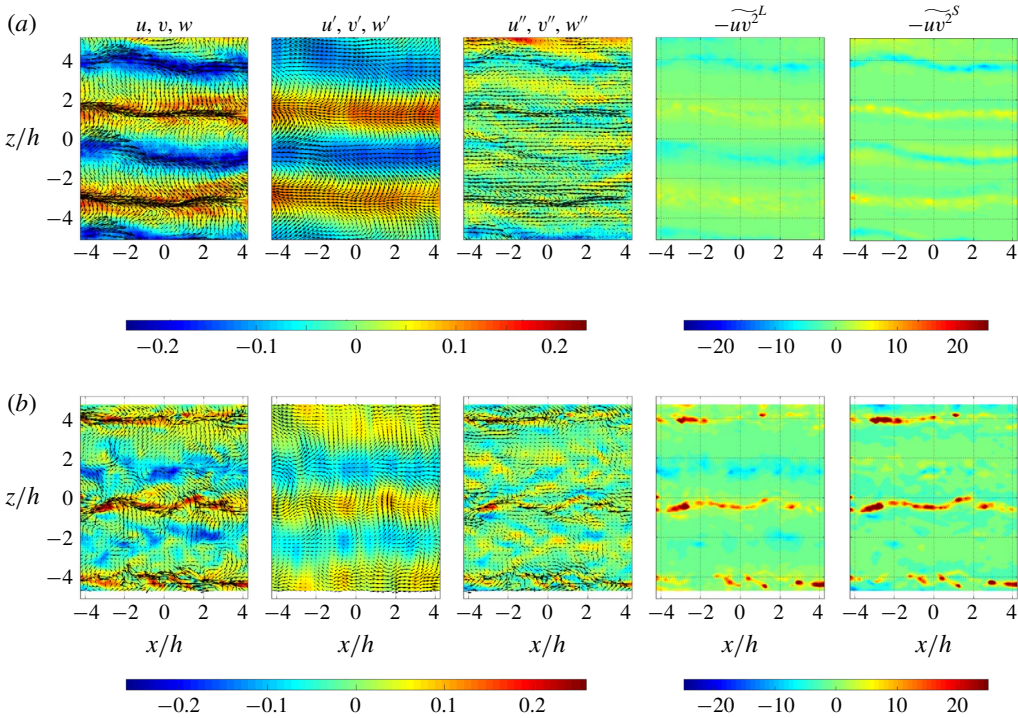 (a) u, v, w u′, v′, w′ u″, v″, w″ −\widetilde{uv^2}^L −\widetilde{uv^2}^S
4
2
z/h 0
−2
−4
−4 −2 0 2 4 −4 −2 0 2 4 −4 −2 0 2 4 −4 −2 0 2 4 −4 −2 0 2 4
−0.2 −0.1 0 0.1 0.2 −20 −10 0 10 20
(b) 4
2
z/h 0
−2
−4
−4 −2 0 2 4 −4 −2 0 2 4 −4 −2 0 2 4 −4 −2 0 2 4 −4 −2 0 2 4
x/h x/h x/h x/h x/h
−0.2 −0.1 0 0.1 0.2 −20 −10 0 10 20